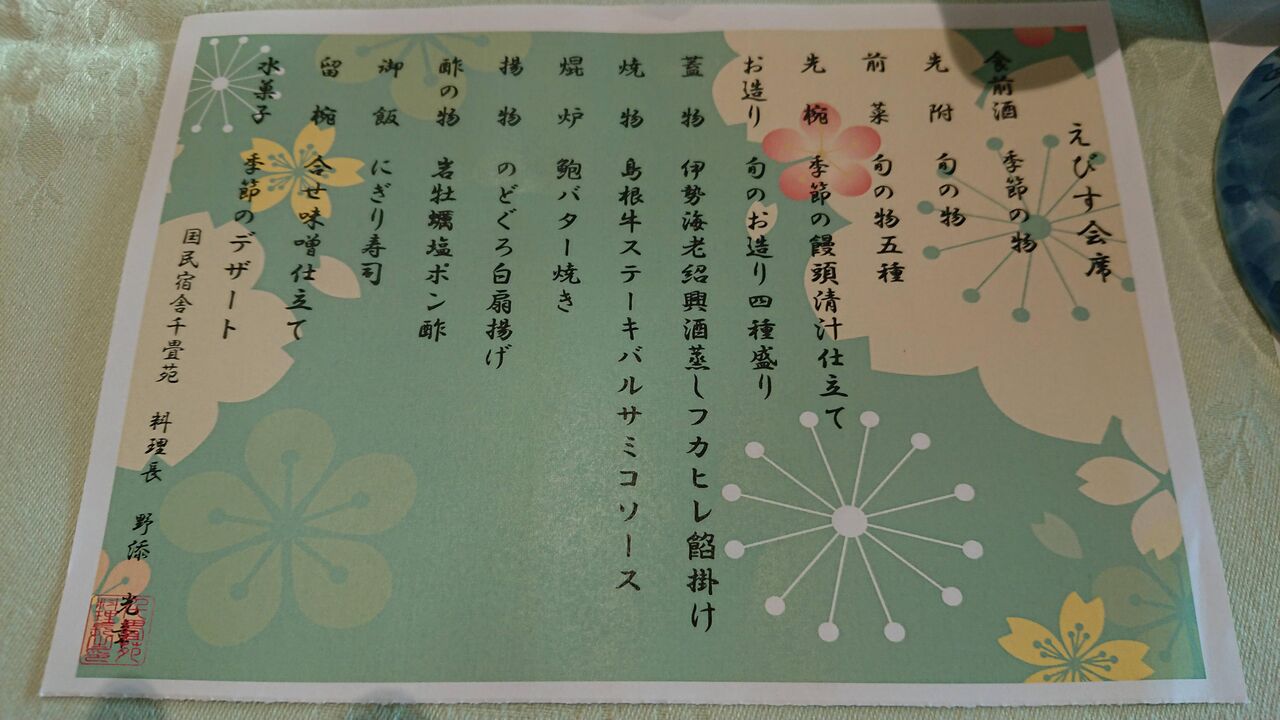 えびす会席
食前酒 季節の物
先附 旬の物
前菜 旬の物五種
先椀 季節の饅頭清汁仕立て
お造り 旬のお造り四種盛り
蓋物 伊勢海老紹興酒蒸しフカヒレ餡掛け
焼物 島根牛ステーキバルサミコソース
焜炉 鮑バター焼き
揚物 のどぐろ白扇揚げ
酢の物 岩牡蠣塩ポン酢
御飯 にぎり寿司
留椀 合せ味噌仕立て
水菓子 季節のデザート
国民宿舎千畳苑 料理長 野添 光章